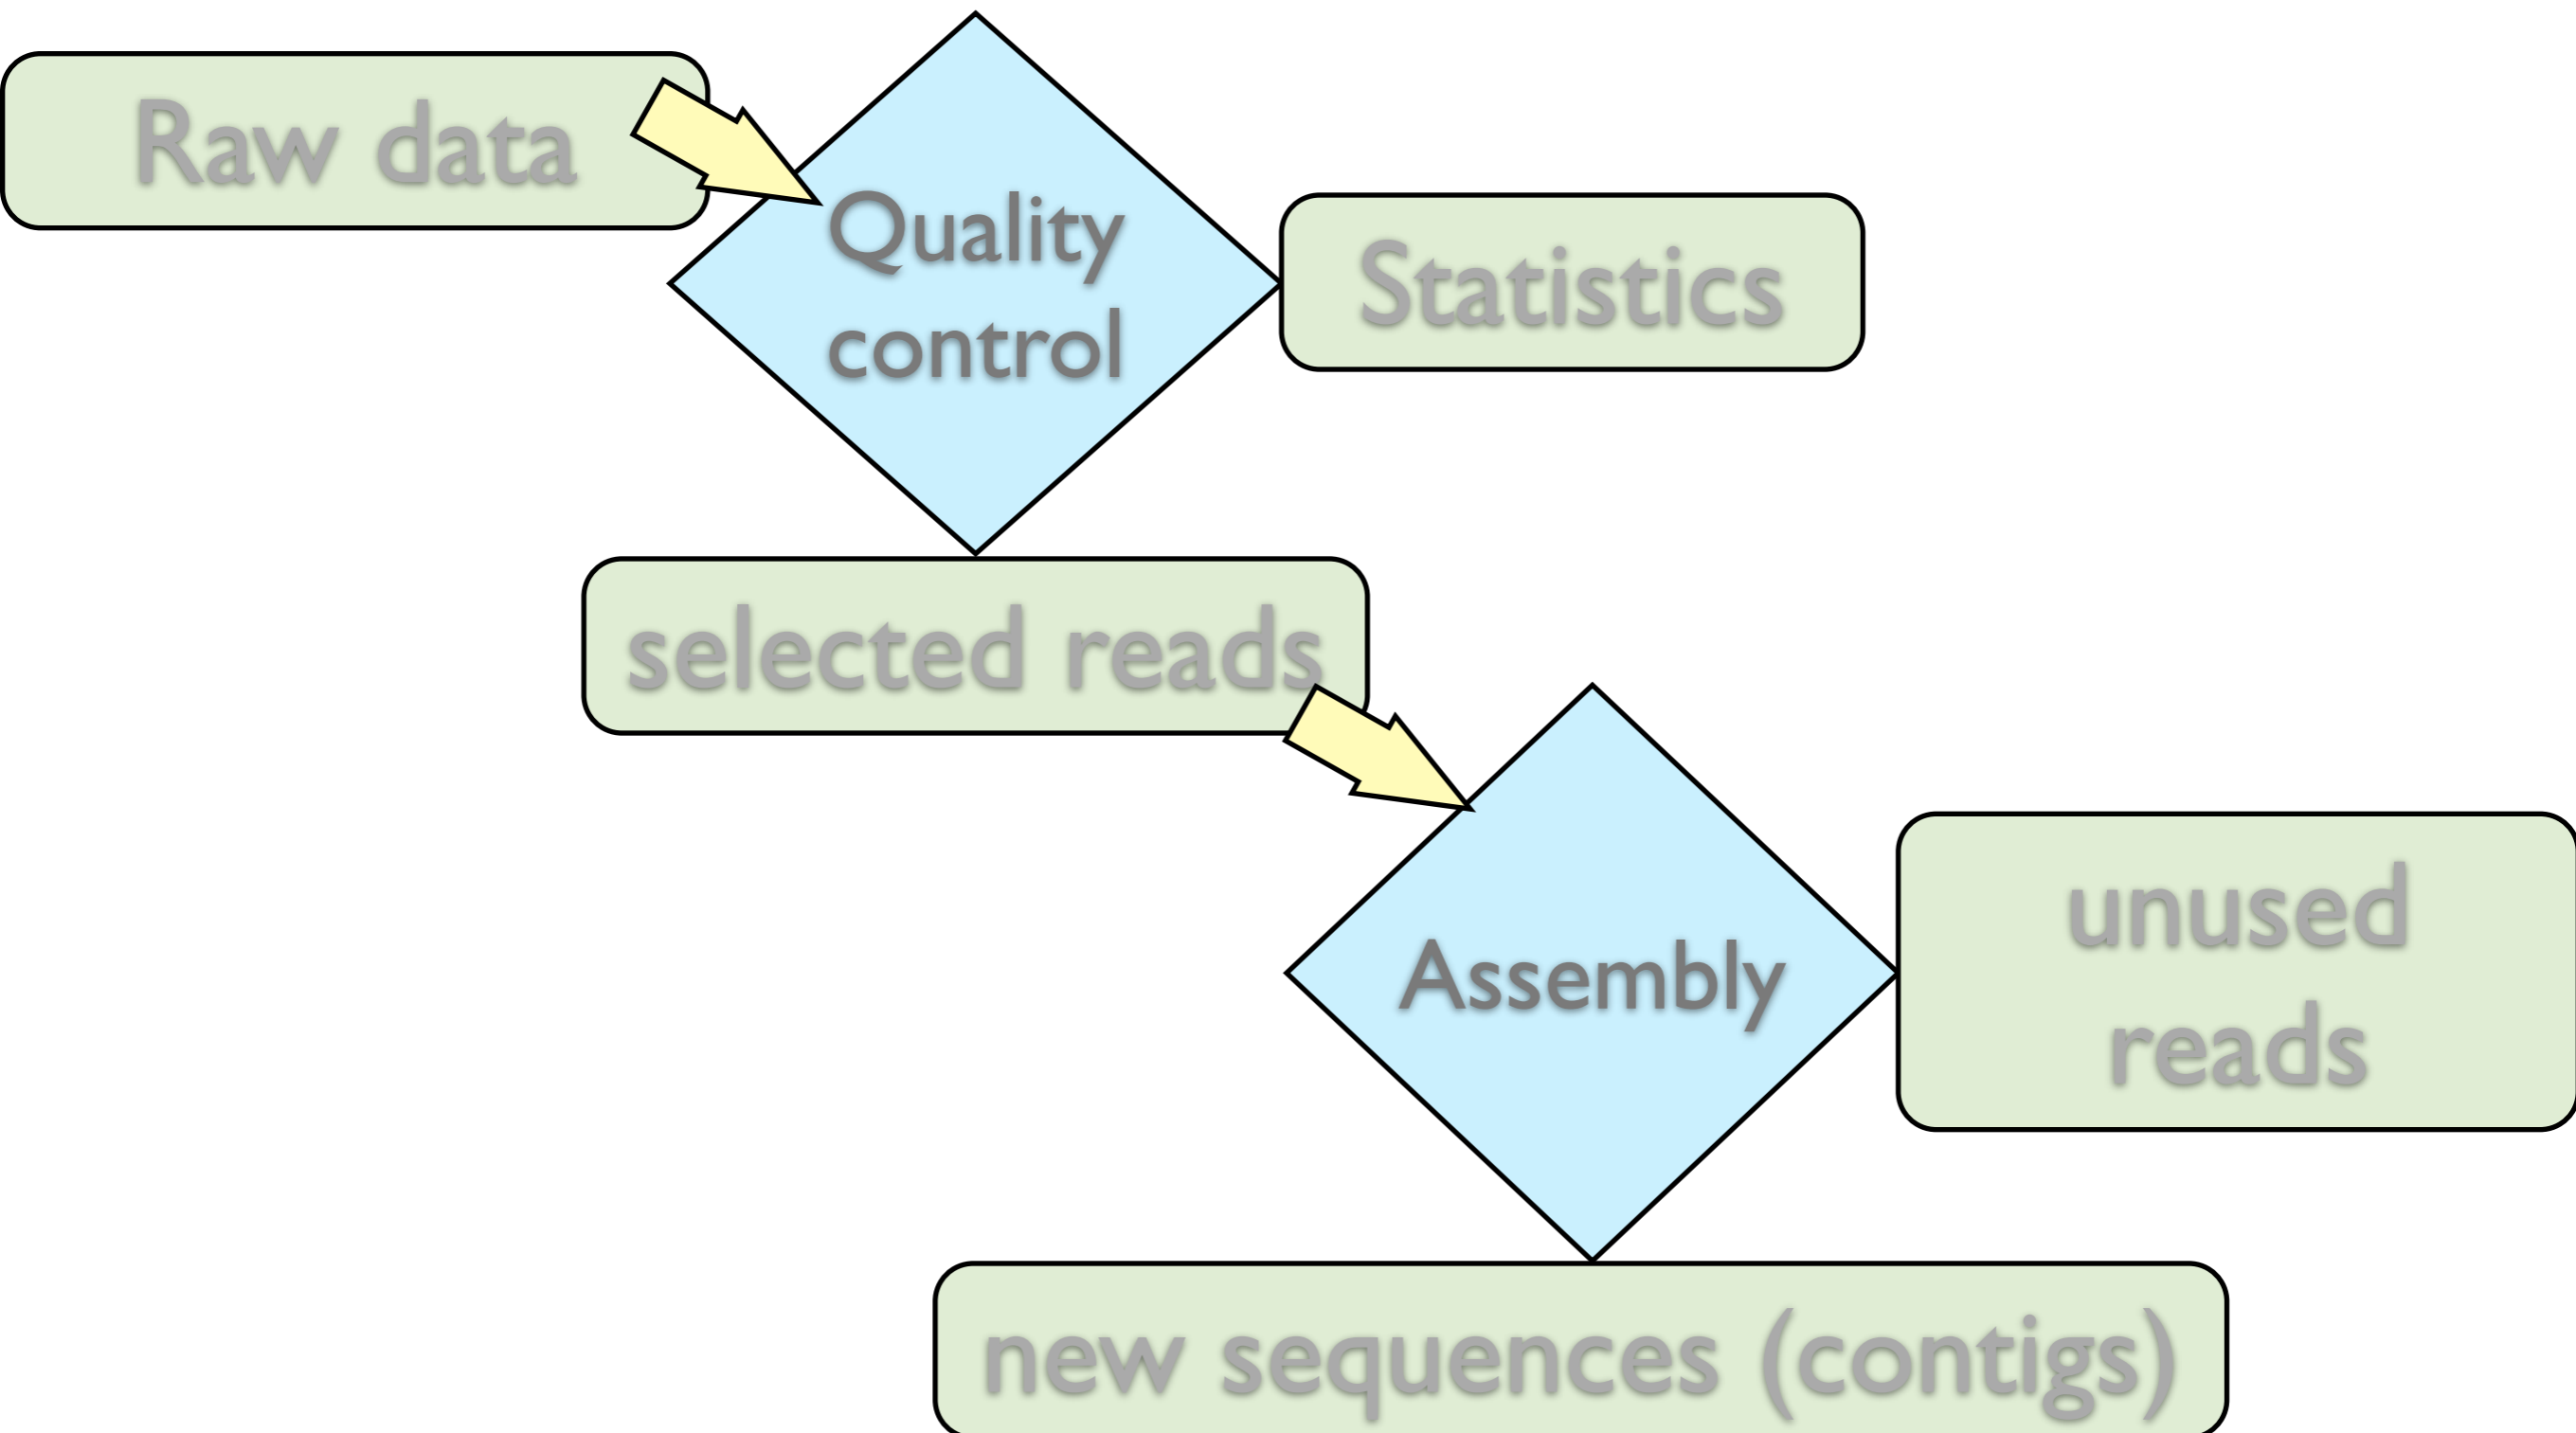 Raw data
Quality
control
Statistics
selected reads
Assembly
unused
reads
new sequences (contigs)